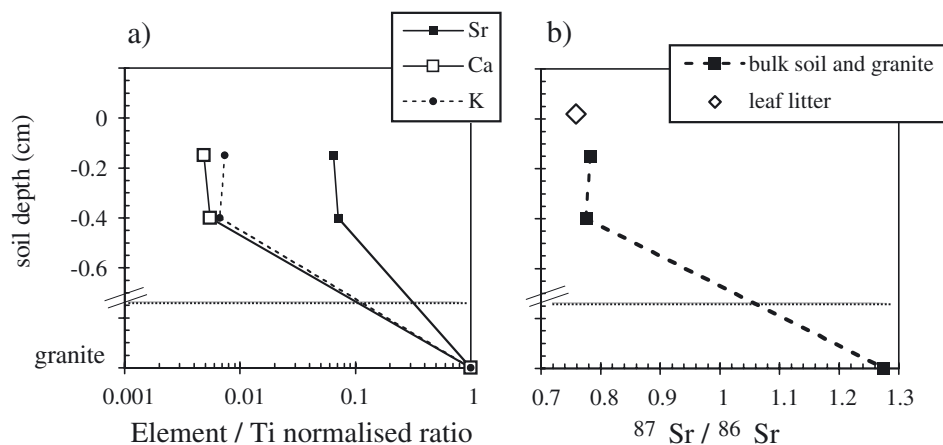 a)
Sr
Ca
K
b)
bulk soil and granite
leaf litter
soil depth (cm)
0
-0.2
-0.4
-0.6
granite
0.001
0.01
0.1
1
Element / Ti normalised ratio
0.7
0.8
0.9
1
1.1
1.2
1.3
87 Sr / 86 Sr